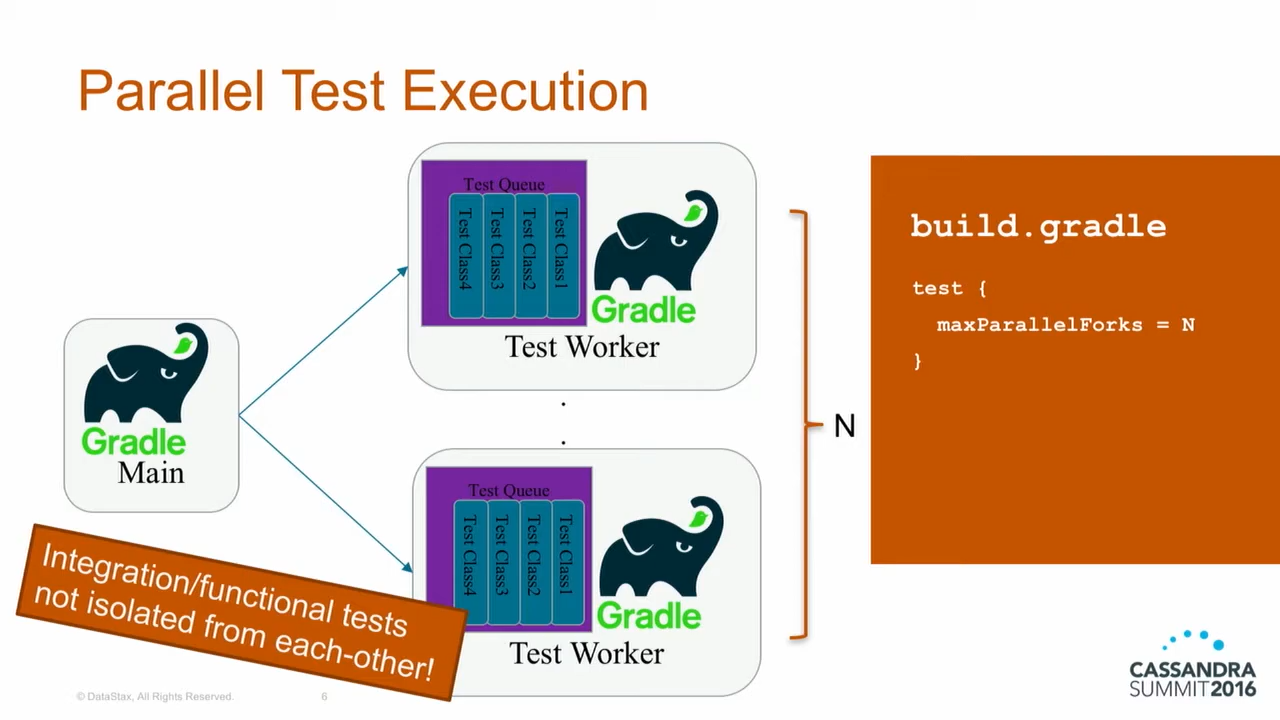 Parallel Test Execution
Gradle
Main
Test Queue
Test Class4
Test Class3
Test Class2
Test Class1
Gradle
Test Worker
.
.
Test Queue
Test Class4
Test Class3
Test Class2
Test Class1
Gradle
Test Worker
N
build.gradle
test {
maxParallelForks = N
}
Integration/functional tests
not isolated from each-other!
© DataStax, All Rights Reserved.
6
CASSANDRA
SUMMIT2016